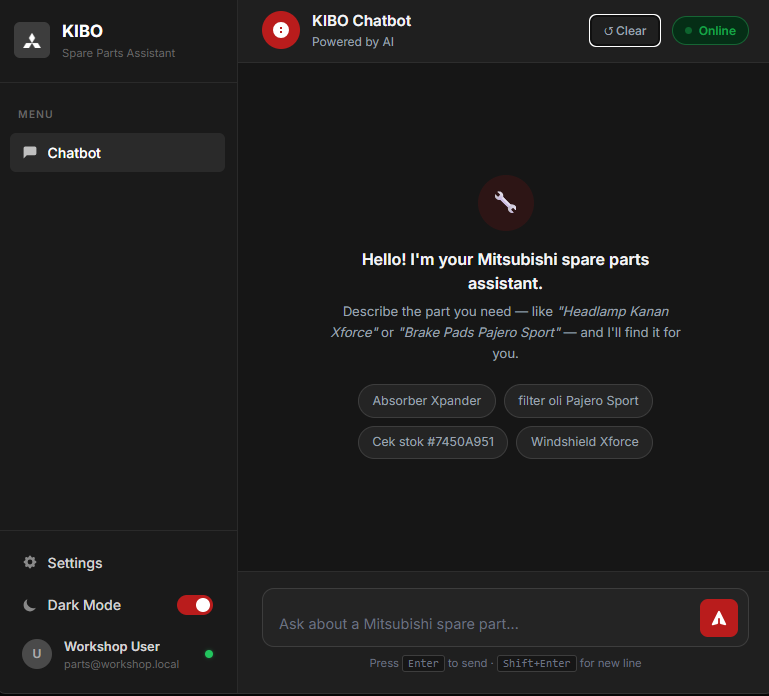 KIBO
Spare Parts Assistant
MENU
Chatbot
Settings
Dark Mode
U
Workshop User
parts@workshop.local
KIBO Chatbot
Powered by AI
↺ Clear
Online
Hello! I'm your Mitsubishi spare parts
assistant.
Describe the part you need — like "Headlamp Kanan
Xforce" or "Brake Pads Pajero Sport" — and I'll find it for
you.
Absorber Xpander
filter oli Pajero Sport
Cek stok #7450A951
Windshield Xforce
Ask about a Mitsubishi spare part...
Press Enter to send · Shift+Enter for new line